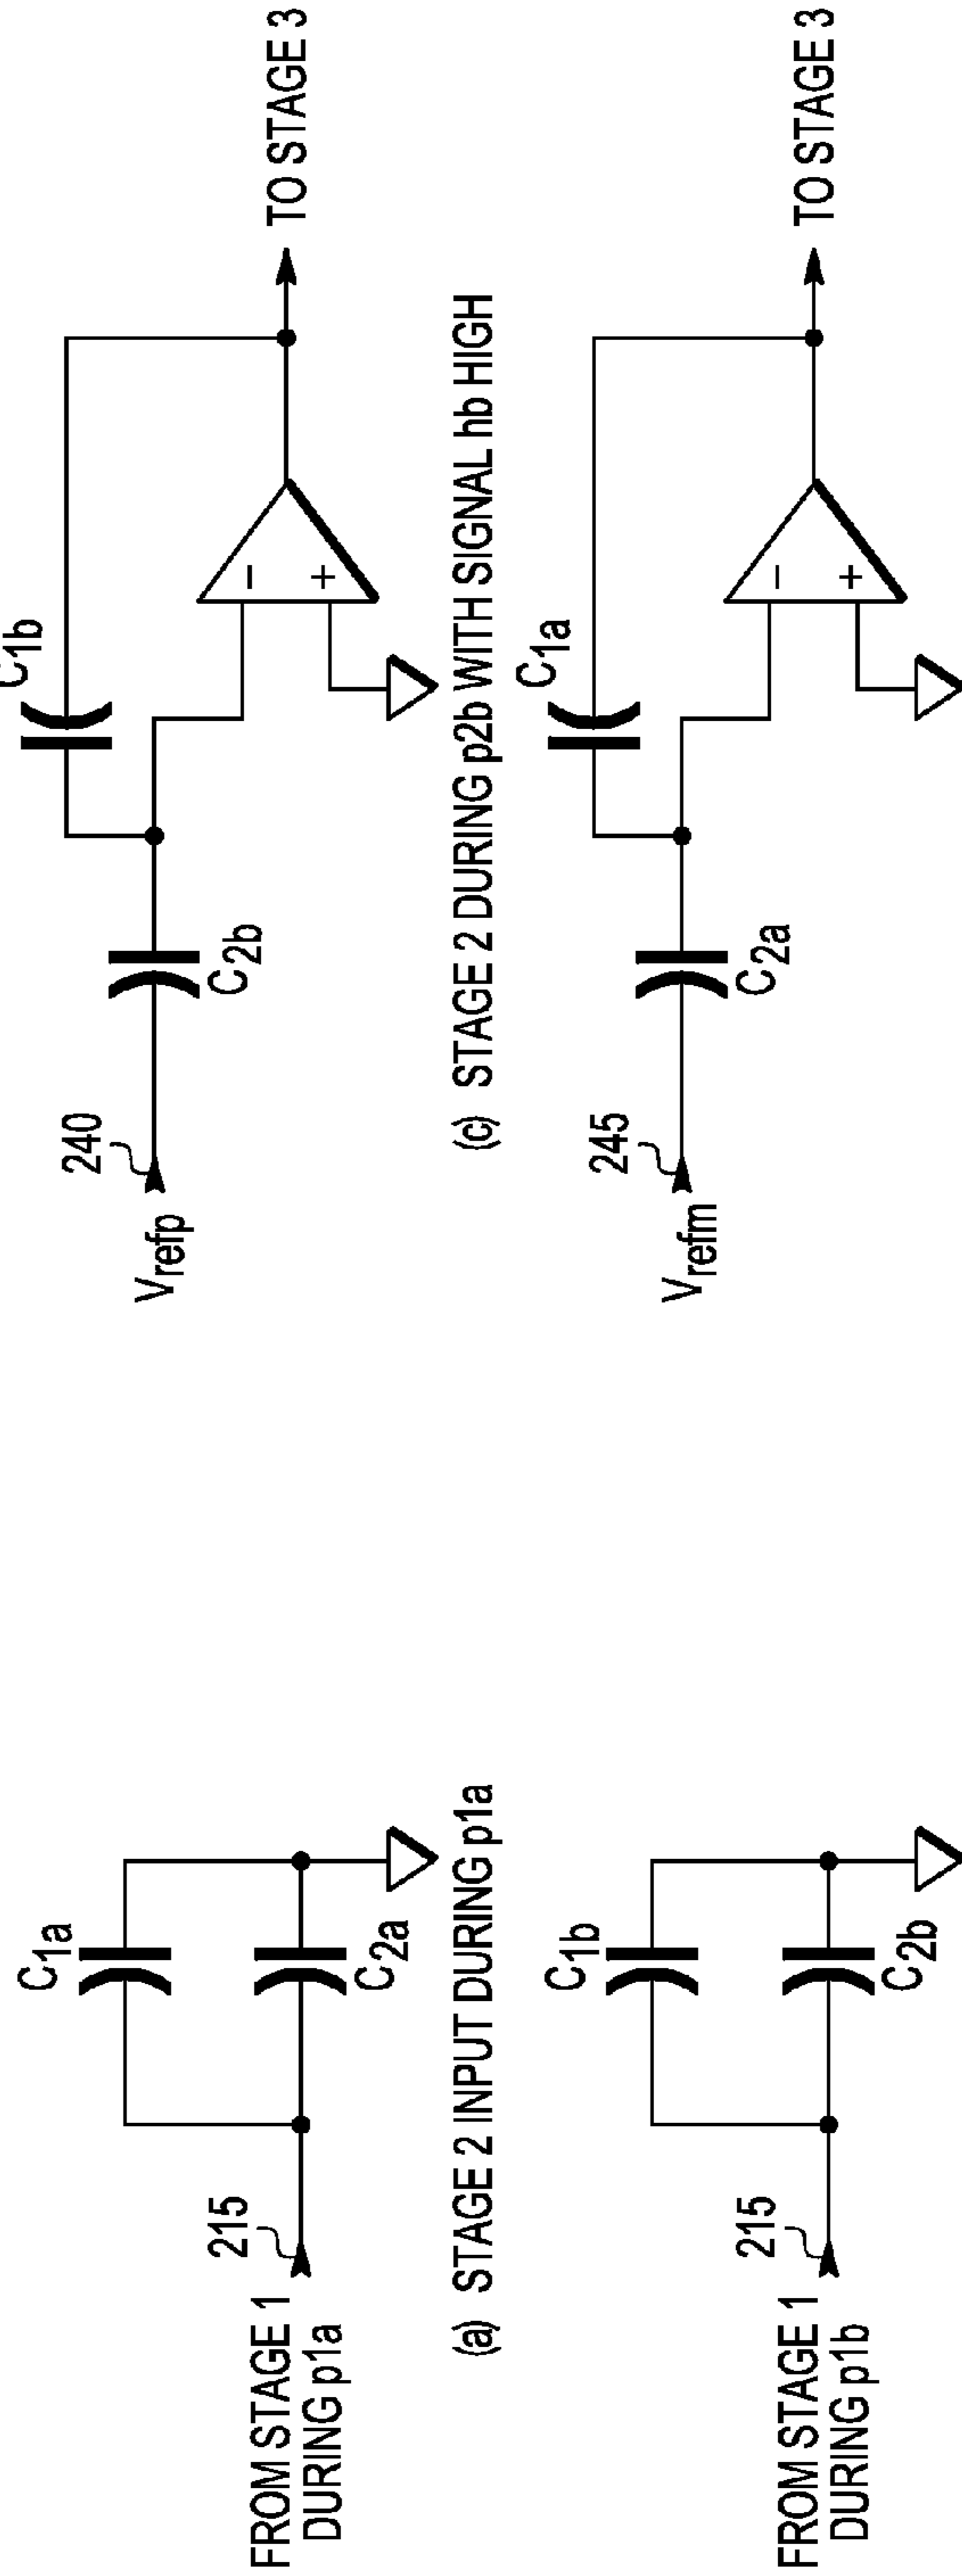 C1a
C2a
215
FROM STAGE 1
DURING p1a
(a) STAGE 2 INPUT DURING p1a
C1b
C2b
215
FROM STAGE 1
DURING p1b
C1b
C2b
240
Vrefp
-
+
TO STAGE 3
(c) STAGE 2 DURING p2b WITH SIGNAL hb HIGH
C1a
C2a
245
Vrefm
-
+
TO STAGE 3